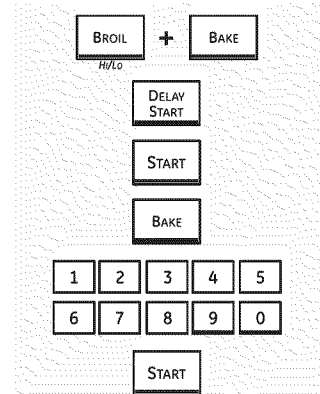 BROIL + BAKE
Hi/Lo
DELAY
START
START
BAKE
1 2 3 4 5
6 7 8 9 0
START